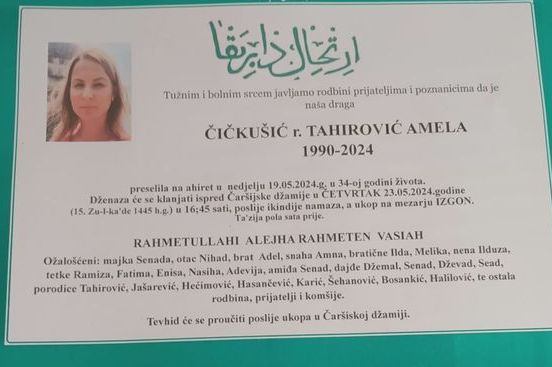 ارتحال دار بقا
Tužnim i bolnim srcem javljamo rodbini prijateljima i poznanicima da je
naša draga
ČIČKUŠIĆ r. TAHIROVIĆ AMELA
1990-2024
preselila na ahiret u nedjelju 19.05.2024.g. u 34-oj godini života.
Dženaza će se klanjati ispred Čaršijske džamije u ČETVRTAK 23.05.2024.godine
(15. Zu-l-ka'de 1445 h.g.) u 16;45 sati, poslije ikindije namaza, a ukop na mezarju IZGON.
Ta'zija pola sata prije.
RAHMETULLAHI ALEJHA RAHMETEN VASIAH
Ožalošćeni: majka Senada, otac Nihad, brat Adel, snaha Amna, bratične Ilda, Melika, nena Ilduza,
tetke Ramiza, Fatima, Enisa, Nasiha, Adevija, amiđa Senad, dajde Džemal, Senad, Dževad, Sead,
porodice Tahirović, Jašarević, Hećimović, Hasančević, Karić, Šehanović, Bosankić, Halilović, te ostala
rodbina, prijatelji i komšije.
Tevhid će se proučiti poslije ukopa u Čaršiskoj džamiji.